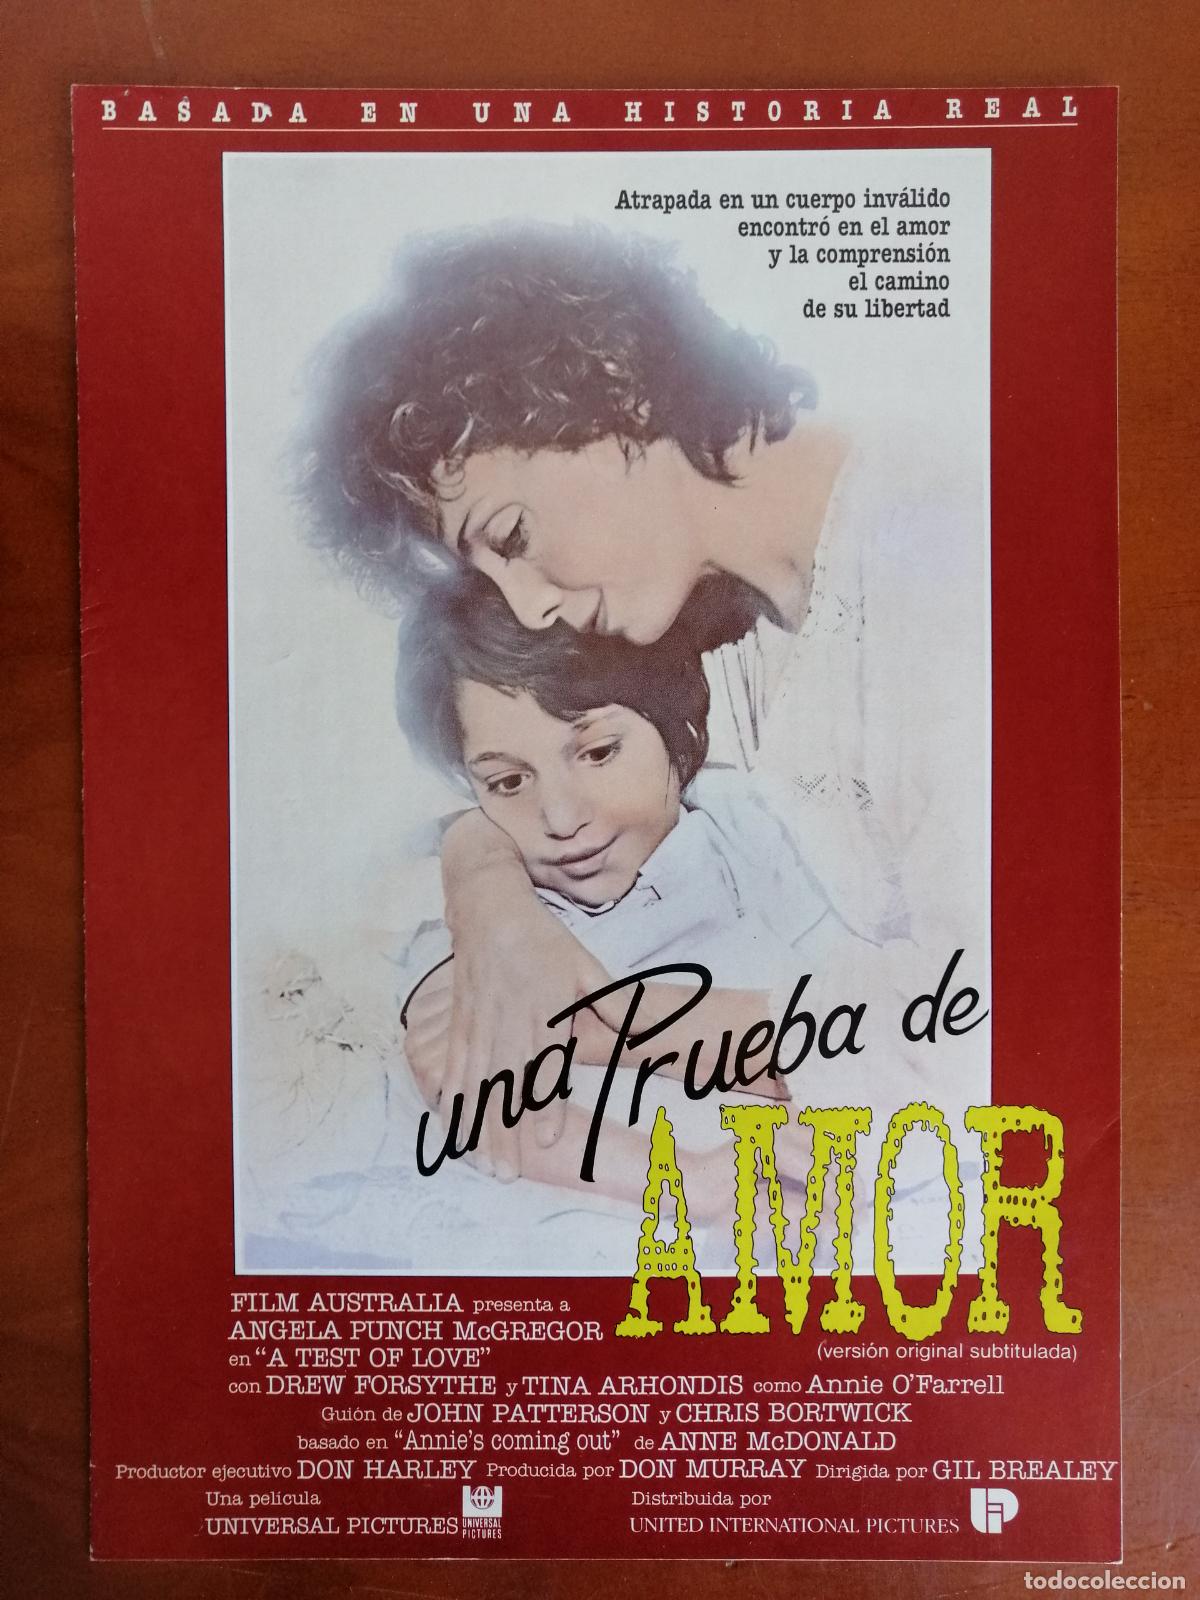 BASADA EN UNA HISTORIA REAL
Atrapada en un cuerpo inválido
encontró en el amor
y la comprensión
el camino
de su libertad
una Prueba de
AMOR
(versión original subtitulada)
FILM AUSTRALIA presenta a
ANGELA PUNCH McGREGOR
en "A TEST OF LOVE"
con DREW FORSYTHE y TINA ARHONDIS como Annie O'Farrell
Guión de JOHN PATTERSON y CHRIS BORTWICK
basado en "Annie's coming out" de ANNE McDONALD
Productor ejecutivo DON HARLEY Producida por DON MURRAY Dirigida por GIL BREALEY
Una película
UNIVERSAL PICTURES
UNIVERSAL
PICTURES
Distribuida por
UNITED INTERNATIONAL PICTURES
UIP
todocoleccion